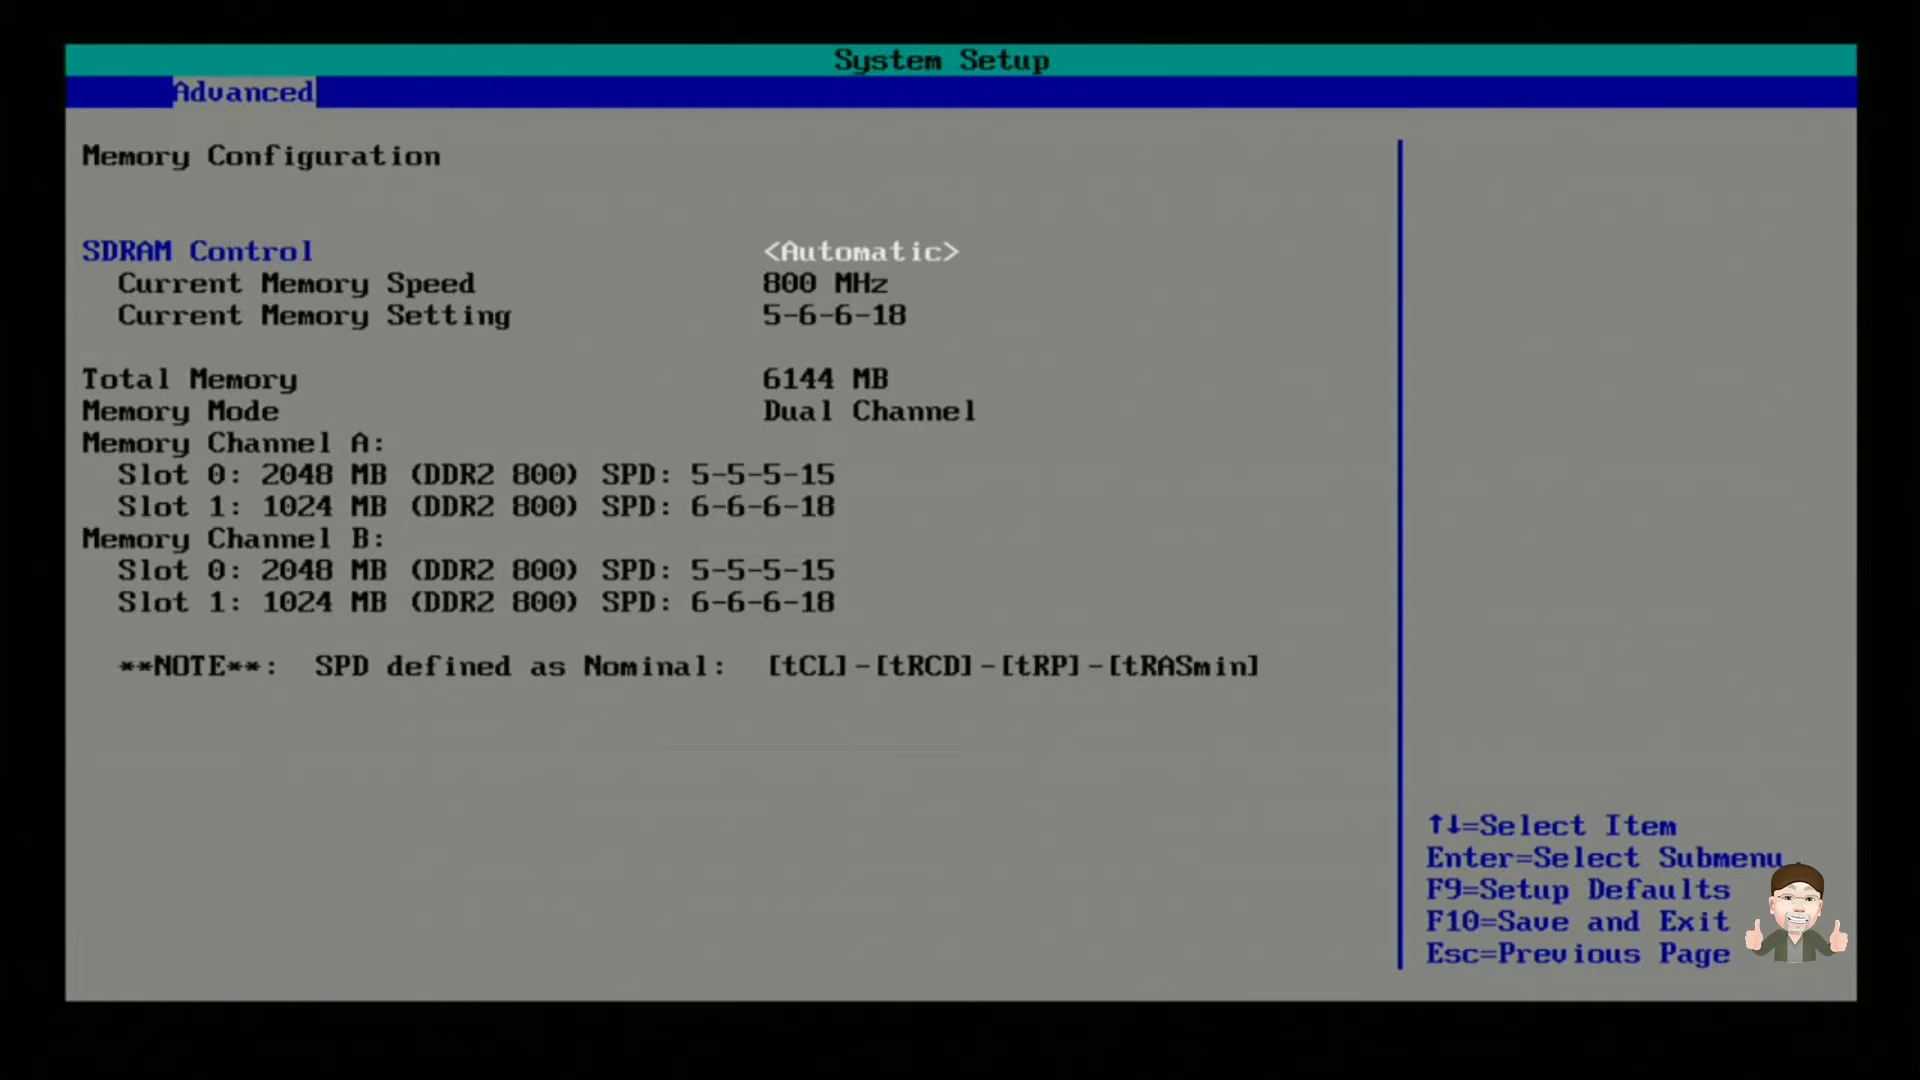 System Setup
Advanced
Memory Configuration
SDRAM Control <Automatic>
Current Memory Speed 800 MHz
Current Memory Setting 5-6-6-18
Total Memory 6144 MB
Memory Mode Dual Channel
Memory Channel A:
Slot 0: 2048 MB (DDR2 800) SPD: 5-5-5-15
Slot 1: 1024 MB (DDR2 800) SPD: 6-6-6-18
Memory Channel B:
Slot 0: 2048 MB (DDR2 800) SPD: 5-5-5-15
Slot 1: 1024 MB (DDR2 800) SPD: 6-6-6-18
**NOTE**: SPD defined as Nominal: [tCL]-[tRCD]-[tRP]-[tRASmin]
↑↓=Select Item
Enter=Select Submenu
F9=Setup Defaults
F10=Save and Exit
Esc=Previous Page